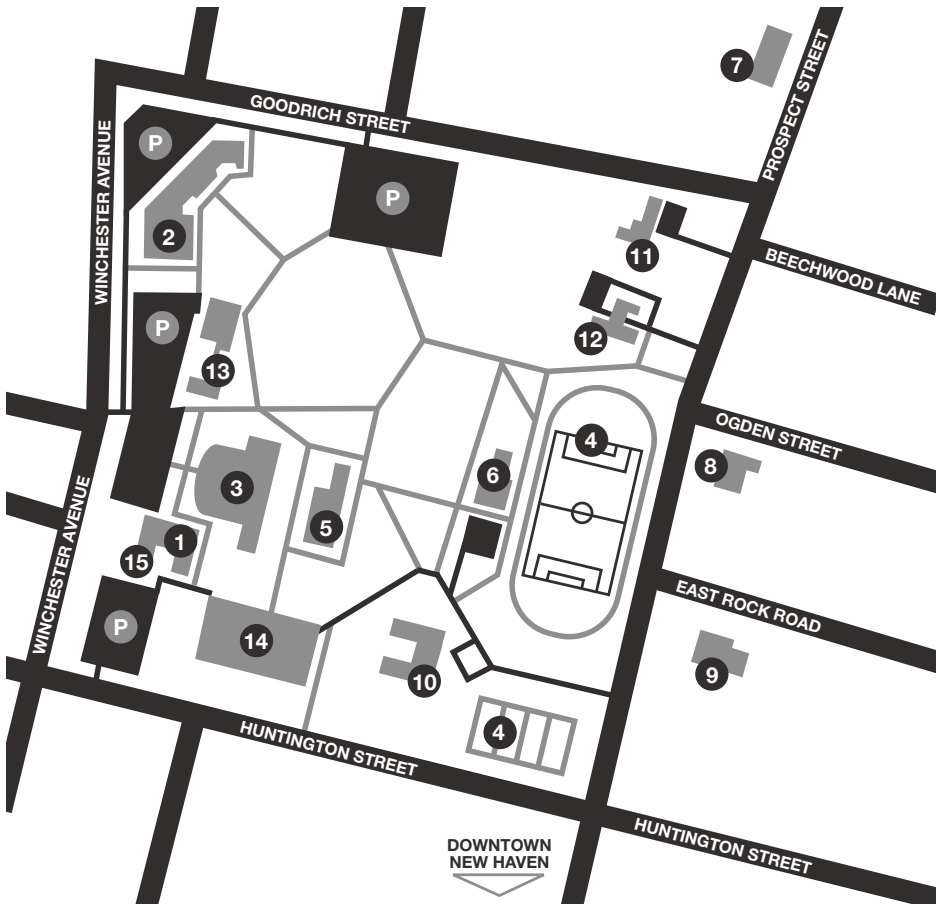 7
GOODRICH STREET
PROSPECT STREET
P
WINCHESTER AVENUE
P
2
11
BEECHWOOD LANE
P
12
13
OGDEN STREET
4
8
6
3
5
1
15
WINCHESTER AVENUE
EAST ROCK ROAD
P
14
9
10
4
HUNTINGTON STREET
HUNTINGTON STREET
DOWNTOWN
NEW HAVEN